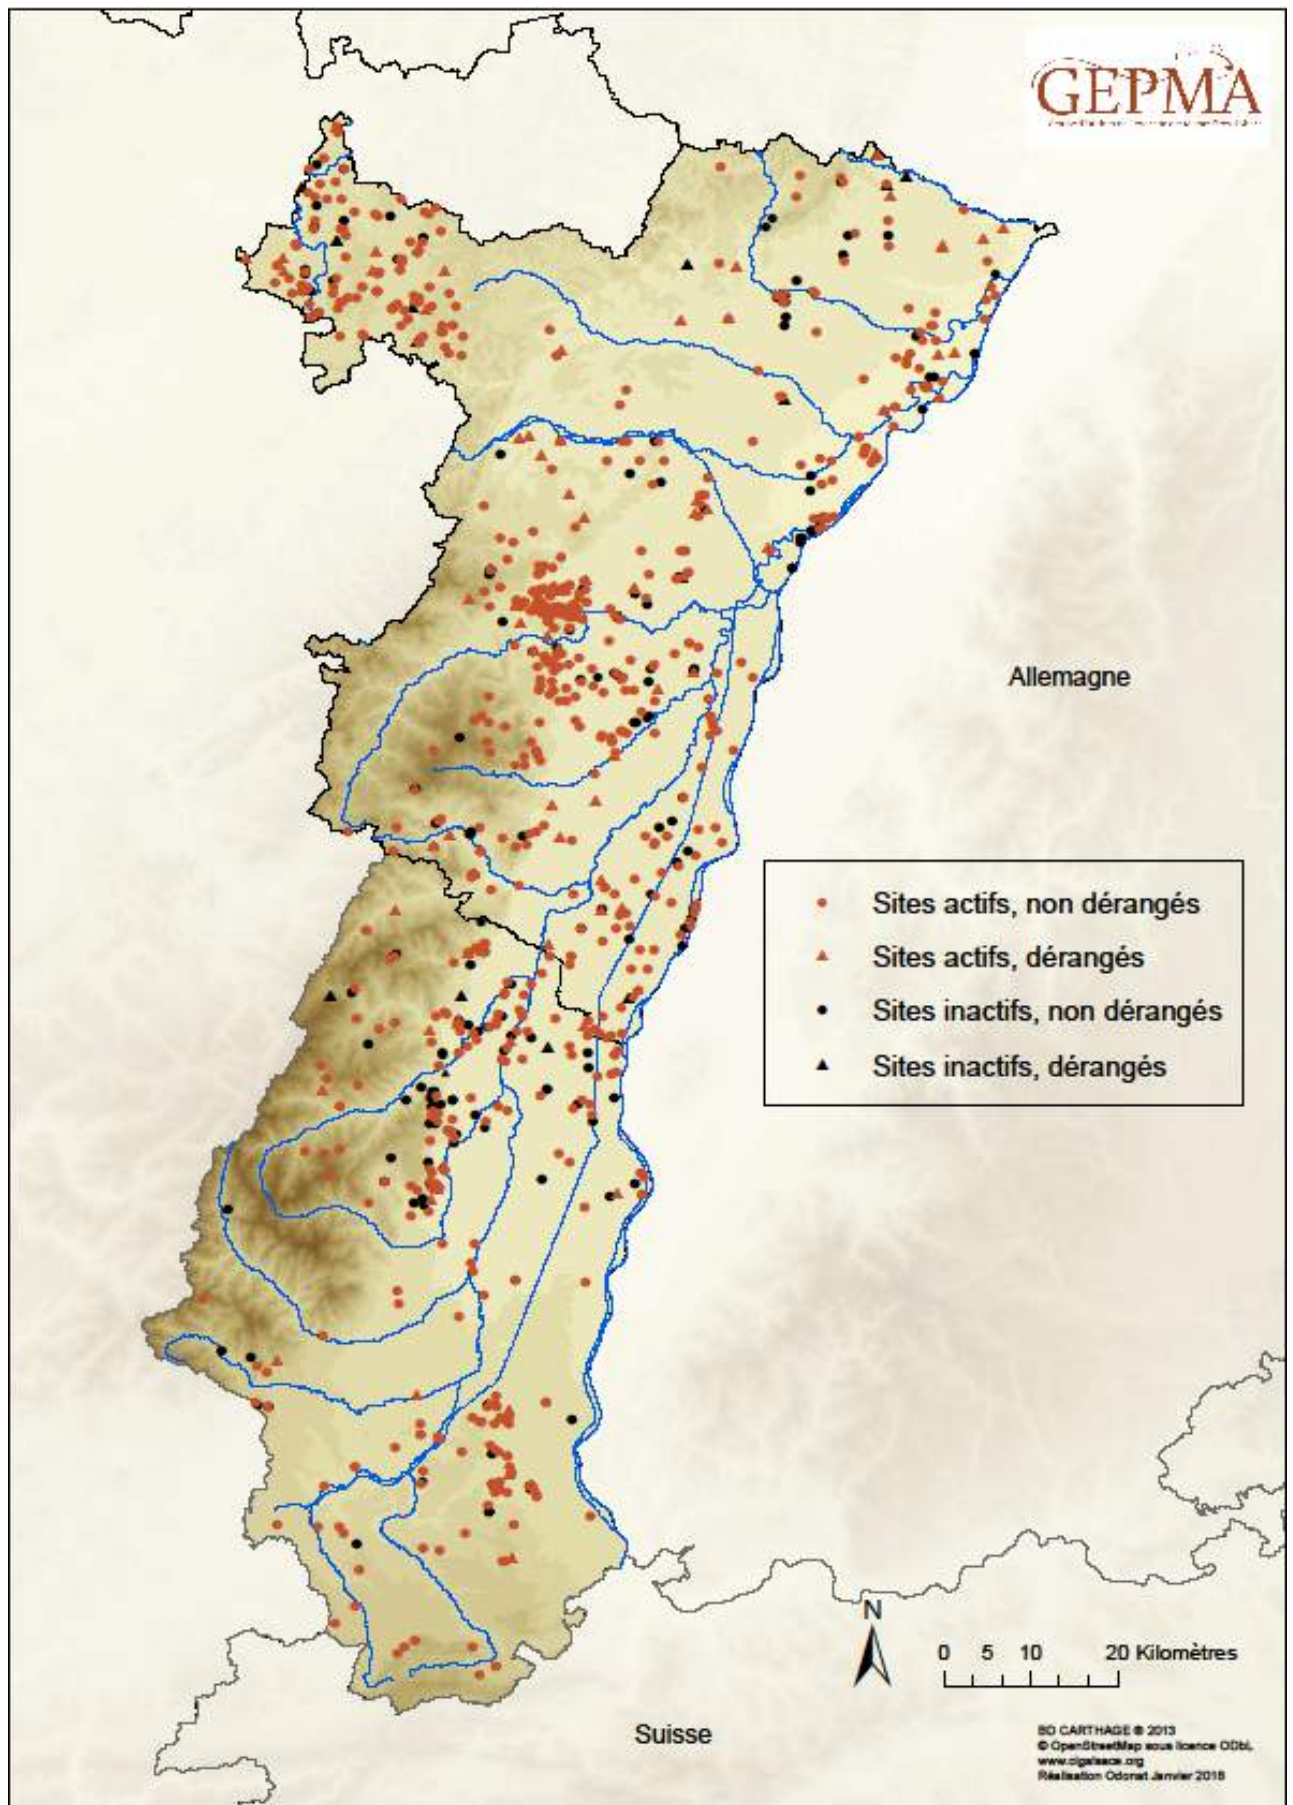 GEPMA
Allemagne
Sites actifs, non dérangés
Sites actifs, dérangés
Sites inactifs, non dérangés
Sites inactifs, dérangés
N
0 5 10 20 Kilomètres
Suisse
BD CARTHAGE © 2013
© OpenStreetMap sous licence ODbL
www.cigalsace.org
Réalisation Odonat Janvier 2018